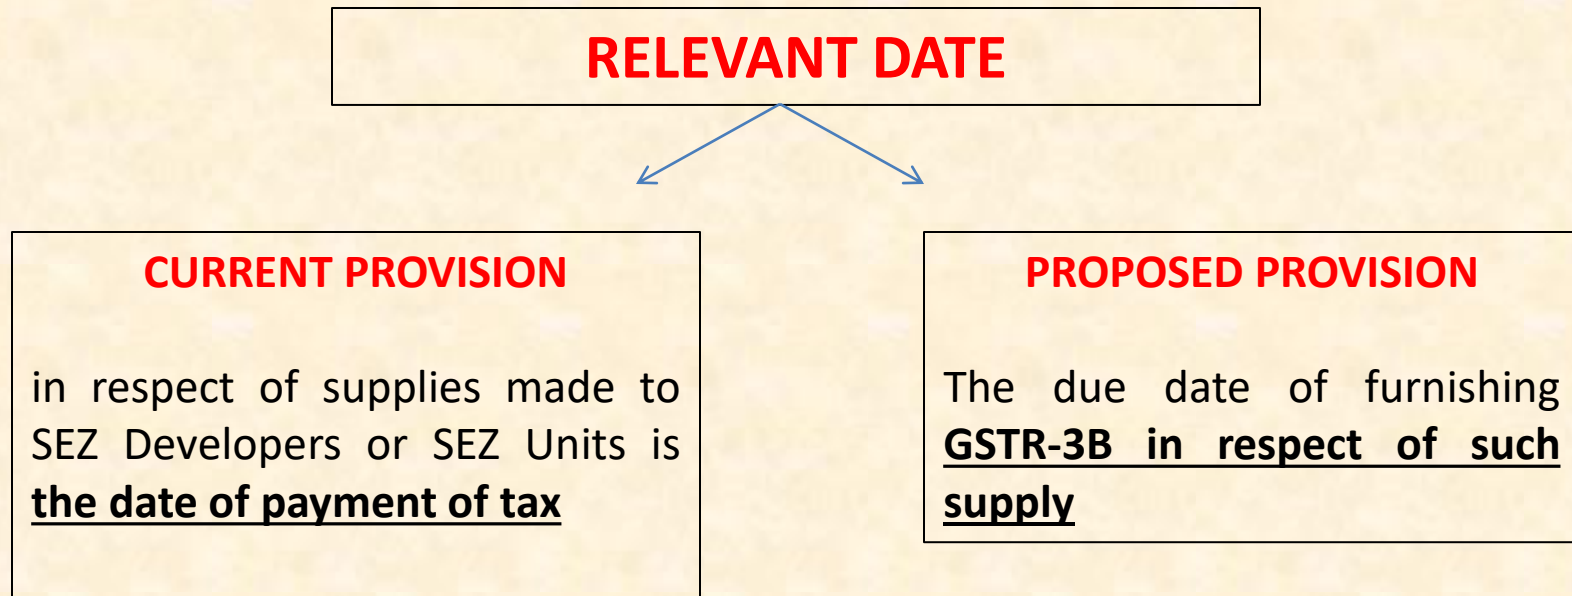 RELEVANT DATE
CURRENT PROVISION
in respect of supplies made to
SEZ Developers or SEZ Units is
the date of payment of tax
PROPOSED PROVISION
The due date of furnishing
GSTR-3B in respect of such
supply